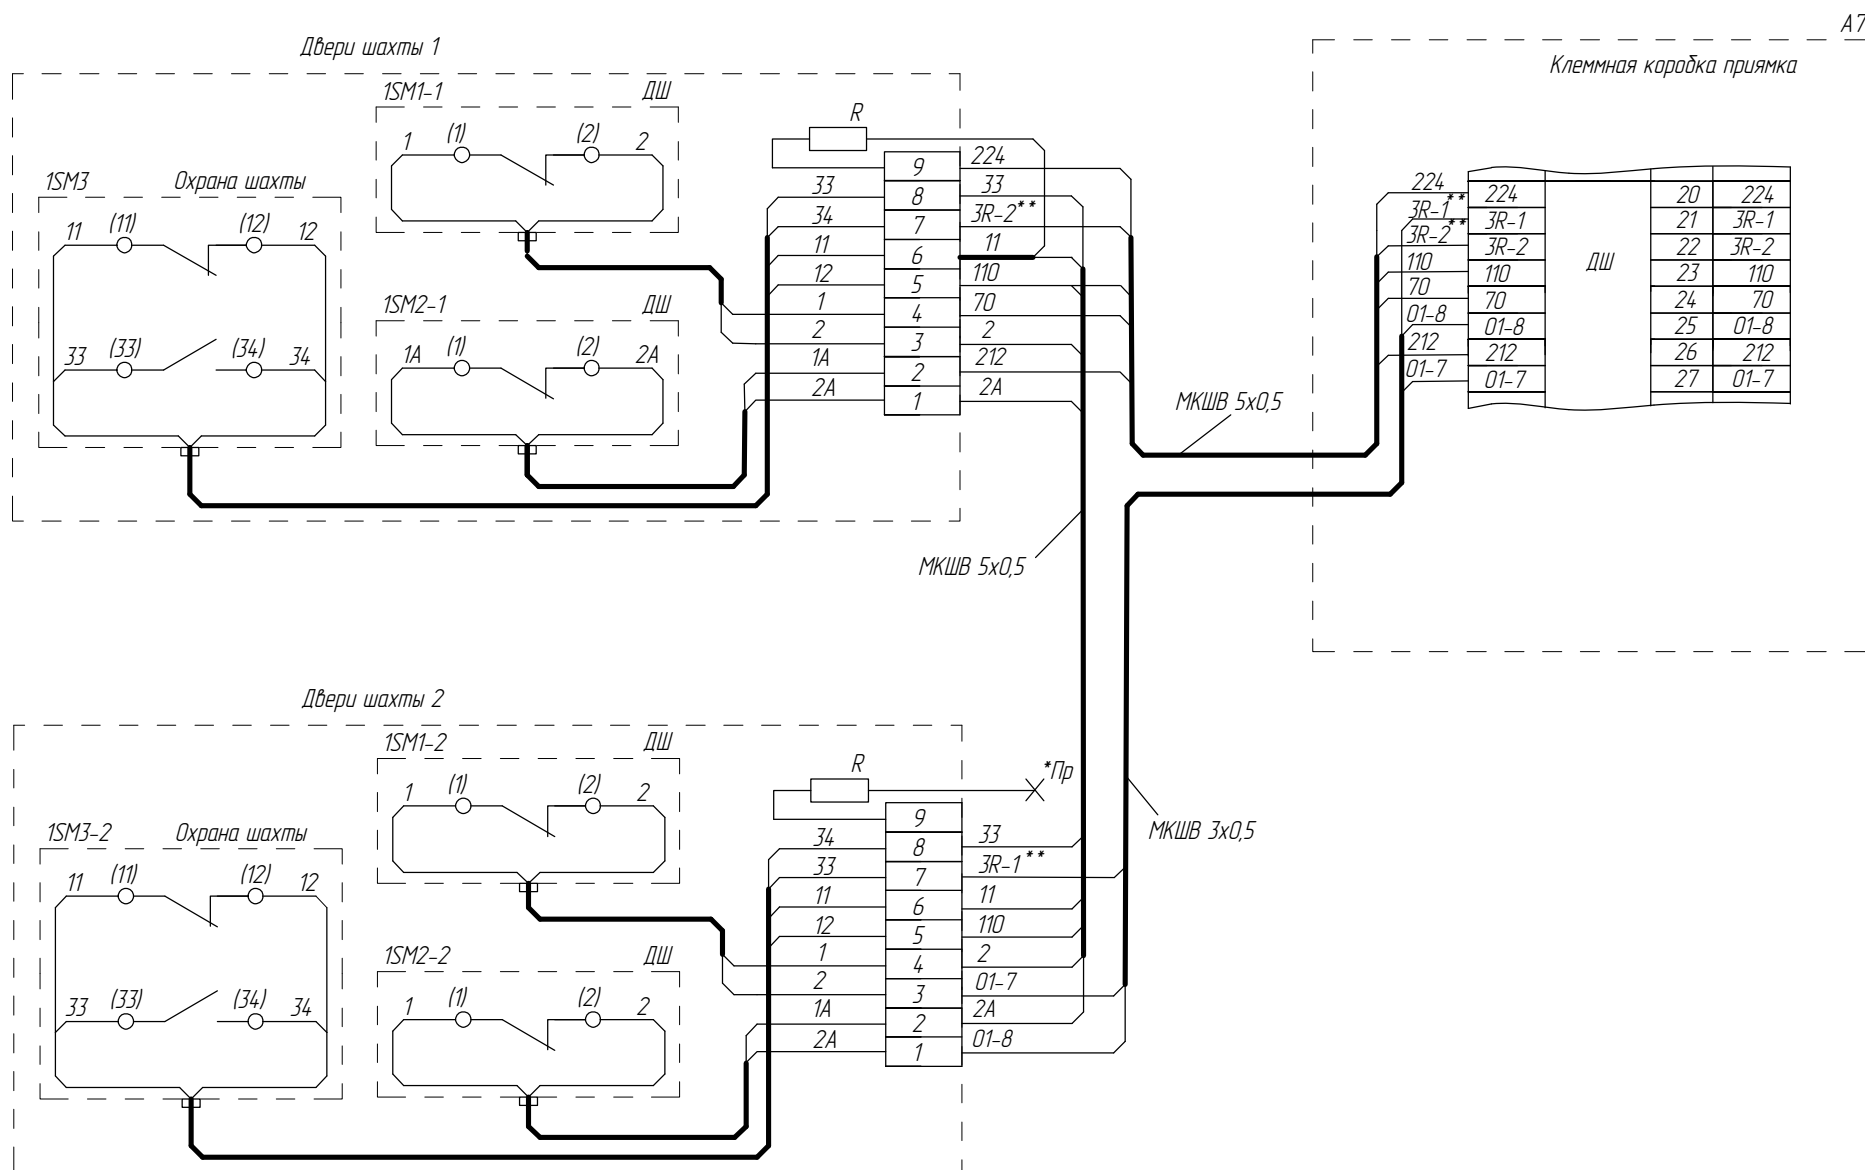 A7
Двери шахты 1
Клеммная коробка приямка
1SM1-1 ДШ
1 (1) (2) 2
R
1SM3 Охрана шахты
11 (11) (12) 12
33 (33) (34) 34
1SM2-1 ДШ
1A (1) (2) 2A
9 224
33 8 33
34 7 3R-2**
11 6 11
12 5 110
1 4 70
2 3 2
1A 2 212
2A 1 2A
224 224 20 224
3R-1** 3R-1 21 3R-1
3R-2** 3R-2 22 3R-2
110 110 23 110
70 70 24 70
01-8 01-8 25 01-8
212 212 26 212
01-7 01-7 27 01-7
ДШ
МКШВ 5х0,5
МКШВ 5х0,5
Двери шахты 2
1SM1-2 ДШ
1 (1) (2) 2
R
*Пр
МКШВ 3х0,5
1SM3-2 Охрана шахты
11 (11) (12) 12
33 (33) (34) 34
1SM2-2 ДШ
1 (1) (2) 2
9
34 8 33
33 7 3R-1**
11 6 11
12 5 110
1 4 2
2 3 01-7
1A 2 2A
2A 1 01-8